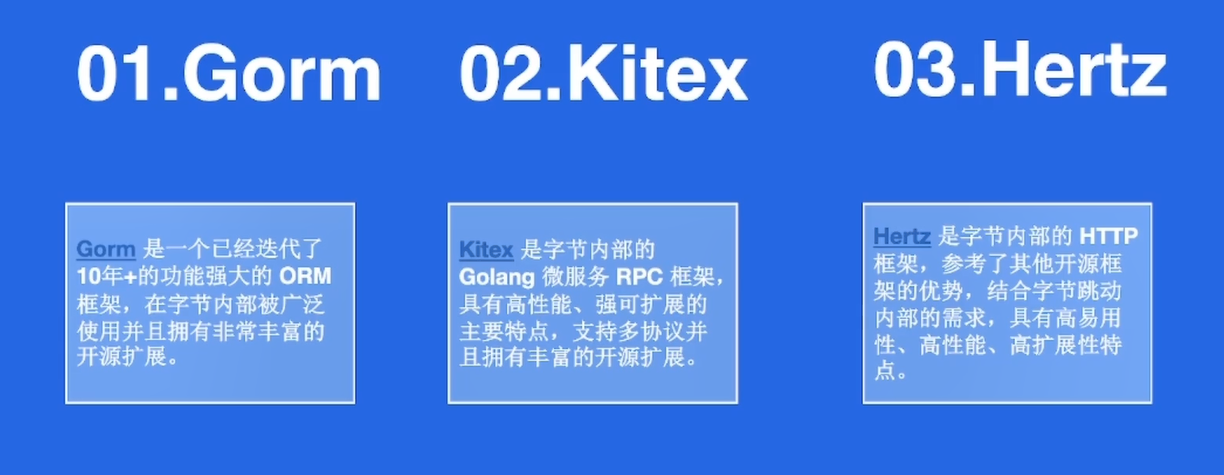 01.Gorm
Gorm 是一个已经迭代了
10年+的功能强大的 ORM
框架，在字节内部被广泛
使用并且拥有非常丰富的
开源扩展。
02.Kitex
Kitex 是字节内部的
Golang 微服务 RPC 框架，
具有高性能、强可扩展的
主要特点，支持多协议并
且拥有丰富的开源扩展。
03.Hertz
Hertz 是字节内部的 HTTP
框架，参考了其他开源框
架的优势，结合字节跳动
内部的需求，具有高易用
性、高性能、高扩展性特
点。